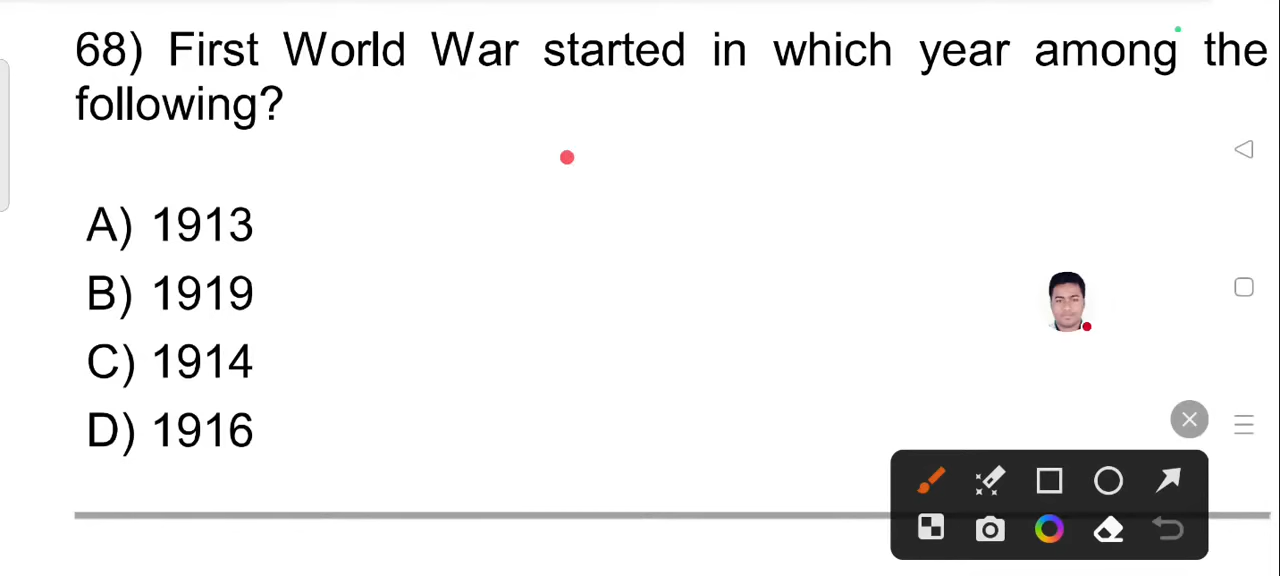 68) First World War started in which year among the
following?
A) 1913
B) 1919
C) 1914
D) 1916